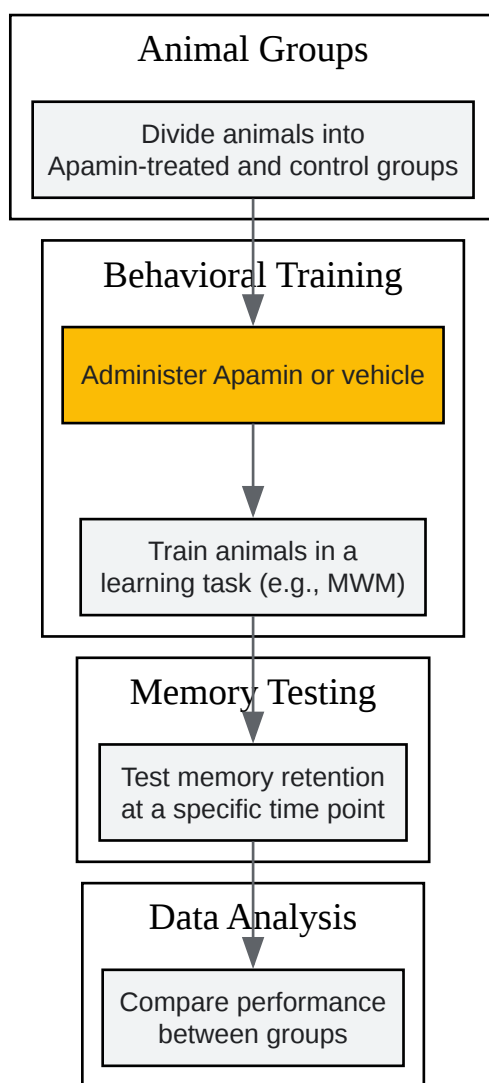 Animal Groups
Divide animals into
Apamin-treated and control groups
Behavioral Training
Administer Apamin or vehicle
Train animals in a
learning task (e.g., MWM)
Memory Testing
Test memory retention
at a specific time point
Data Analysis
Compare performance
between groups